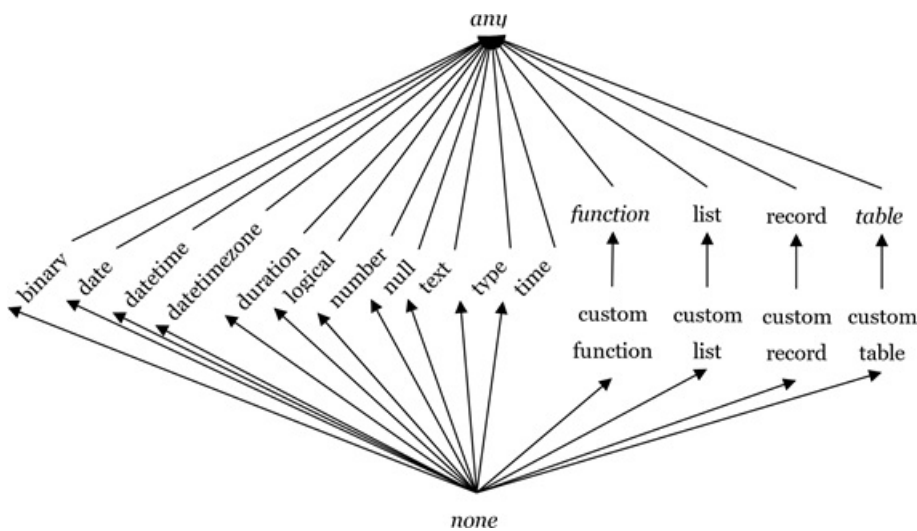 any
binary
date
datetime
datetimezone
duration
logical
number
null
text
type
time
function
list
record
table
custom
function
custom
list
custom
record
custom
table
none